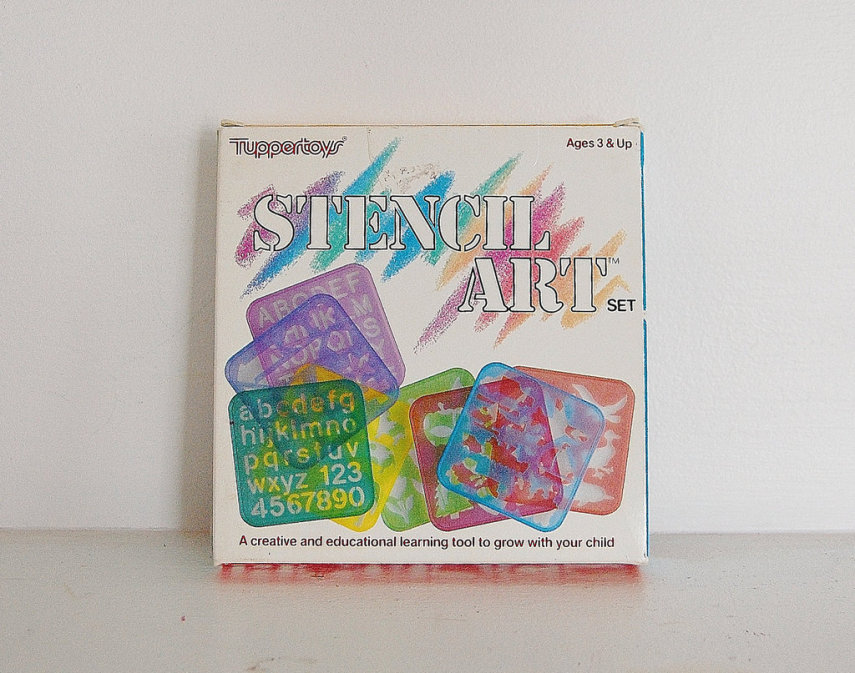 Tuppertoys®
Ages 3 & Up
STENCIL
ART™ SET
ABCDEF
abcdefg
hijklmno
pqrstuv
wxyz 123
4567890
A creative and educational learning tool to grow with your child